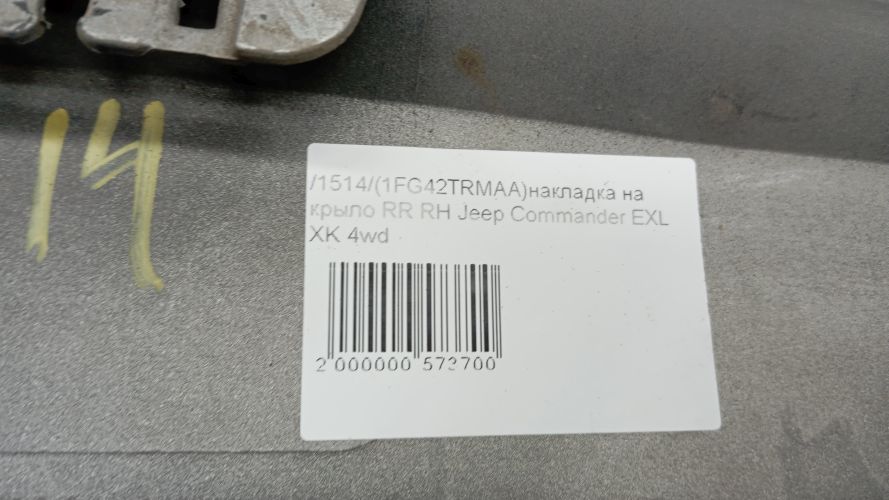 14
/1514/(1FG42TRMAA)накладка на
крыло RR RH Jeep Commander EXL
XK 4wd
2 000000 573700